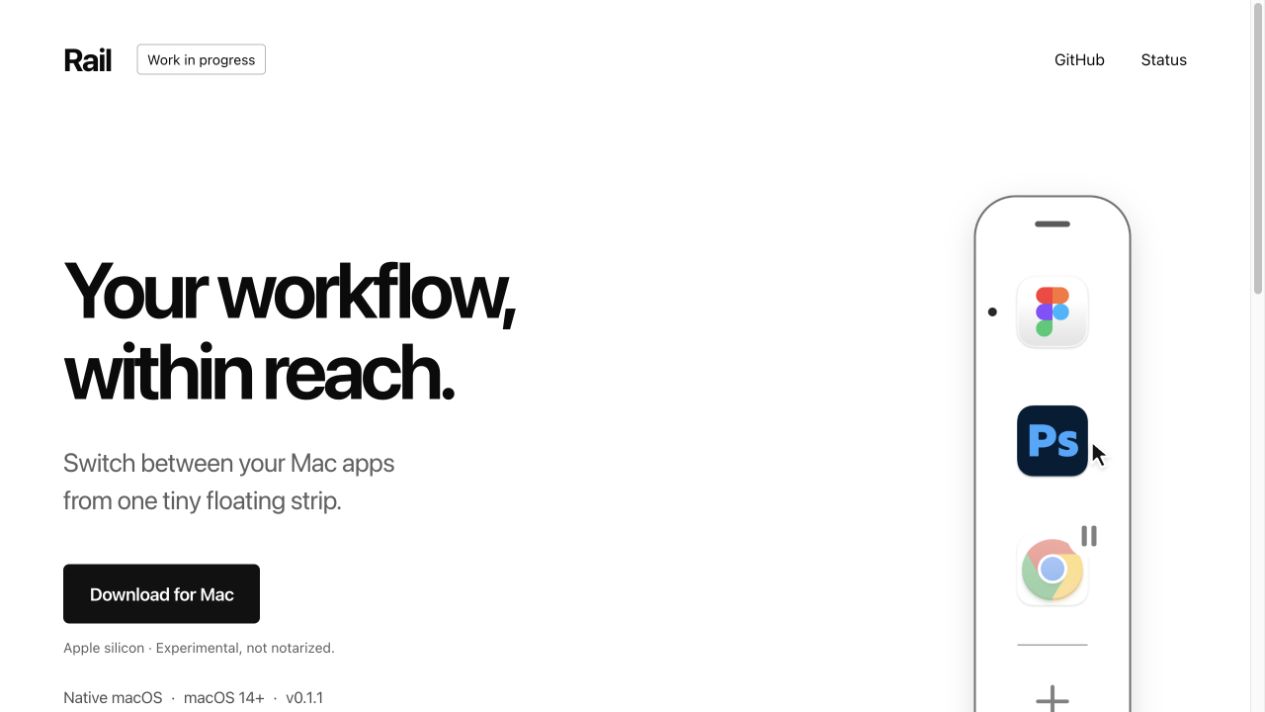 Rail
Work in progress
GitHub
Status
Your workflow,
within reach.
Switch between your Mac apps
from one tiny floating strip.
Download for Mac
Apple silicon · Experimental, not notarized.
Native macOS · macOS 14+ · v0.1.1
Ps